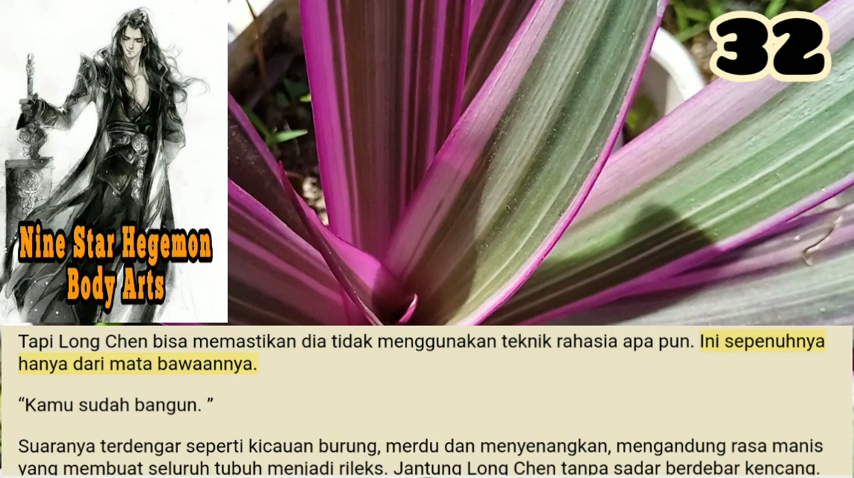 32
Nine Star Hegemon
Body Arts
Tapi Long Chen bisa memastikan dia tidak menggunakan teknik rahasia apa pun. Ini sepenuhnya
hanya dari mata bawaannya.
“Kamu sudah bangun. ”
Suaranya terdengar seperti kicauan burung, merdu dan menyenangkan, mengandung rasa manis
yang membuat seluruh tubuh menjadi rileks. Jantung Long Chen tanpa sadar berdebar kencang.